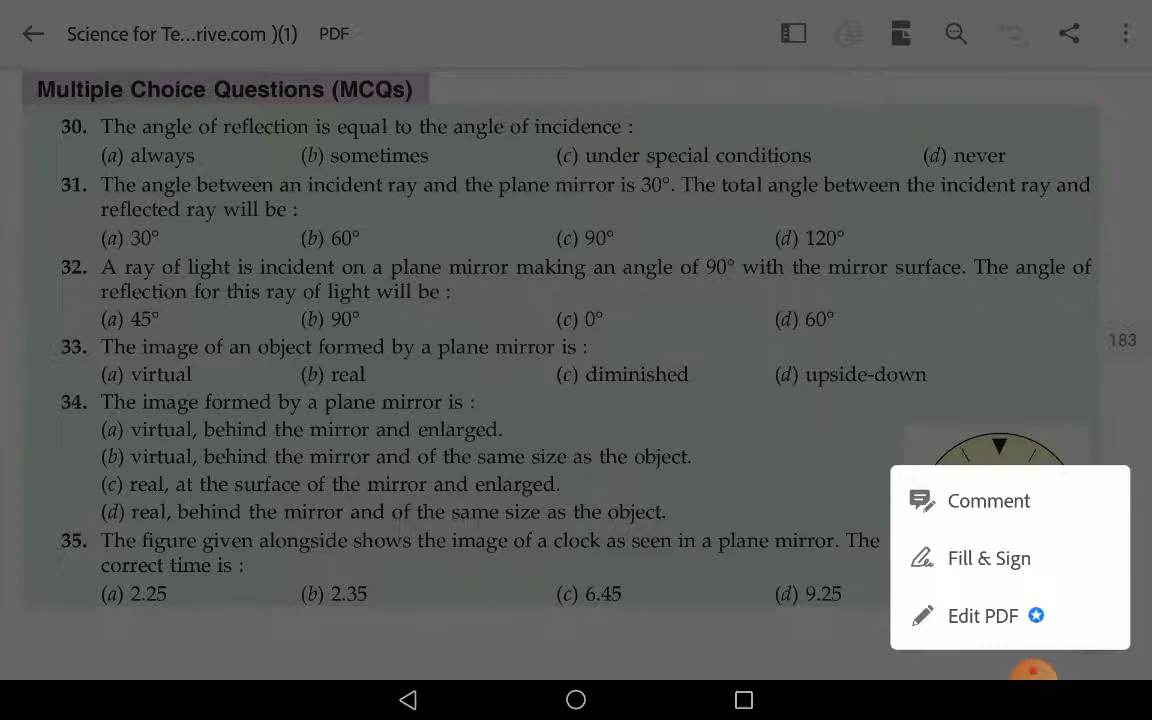 Science for Te...rive.com )(1) PDF
Multiple Choice Questions (MCQs)
30. The angle of reflection is equal to the angle of incidence :
(a) always (b) sometimes (c) under special conditions (d) never
31. The angle between an incident ray and the plane mirror is 30°. The total angle between the incident ray and
reflected ray will be :
(a) 30° (b) 60° (c) 90° (d) 120°
32. A ray of light is incident on a plane mirror making an angle of 90° with the mirror surface. The angle of
reflection for this ray of light will be :
(a) 45° (b) 90° (c) 0° (d) 60°
183
33. The image of an object formed by a plane mirror is :
(a) virtual (b) real (c) diminished (d) upside-down
34. The image formed by a plane mirror is :
(a) virtual, behind the mirror and enlarged.
(b) virtual, behind the mirror and of the same size as the object.
(c) real, at the surface of the mirror and enlarged.
(d) real, behind the mirror and of the same size as the object.
35. The figure given alongside shows the image of a clock as seen in a plane mirror. The
correct time is :
(a) 2.25 (b) 2.35 (c) 6.45 (d) 9.25
Comment
Fill & Sign
Edit PDF